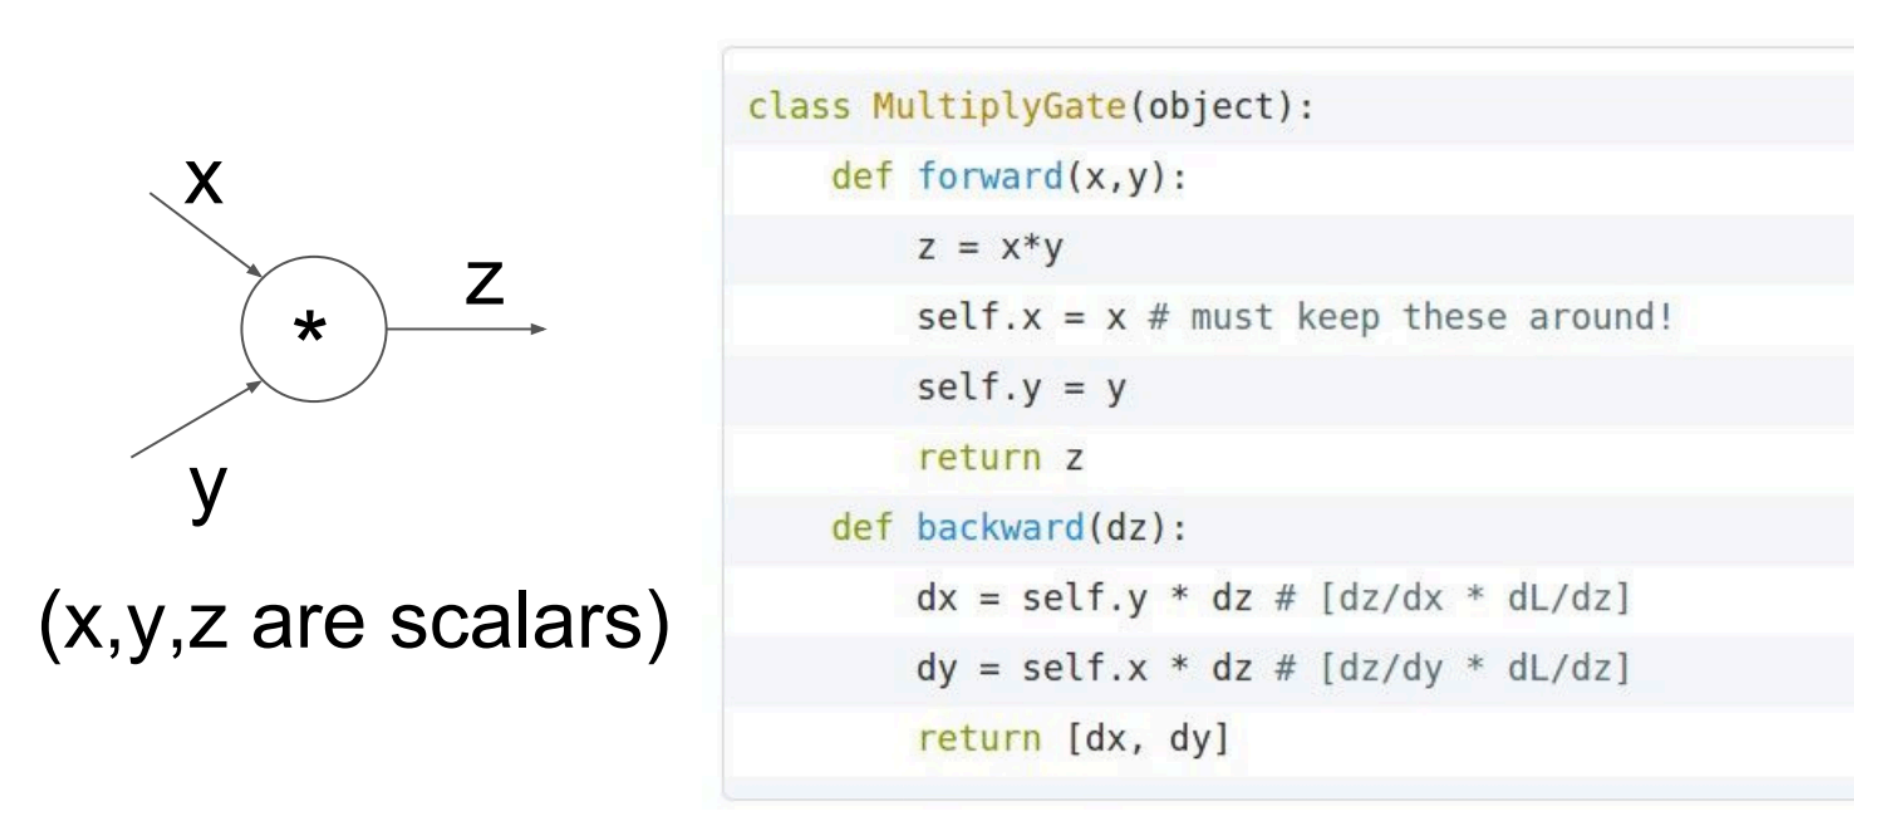 x
*
z
y
(x,y,z are scalars)
class MultiplyGate(object):
    def forward(x,y):
        z = x*y
        self.x = x # must keep these around!
        self.y = y
        return z
    def backward(dz):
        dx = self.y * dz # [dz/dx * dL/dz]
        dy = self.x * dz # [dz/dy * dL/dz]
        return [dx, dy]